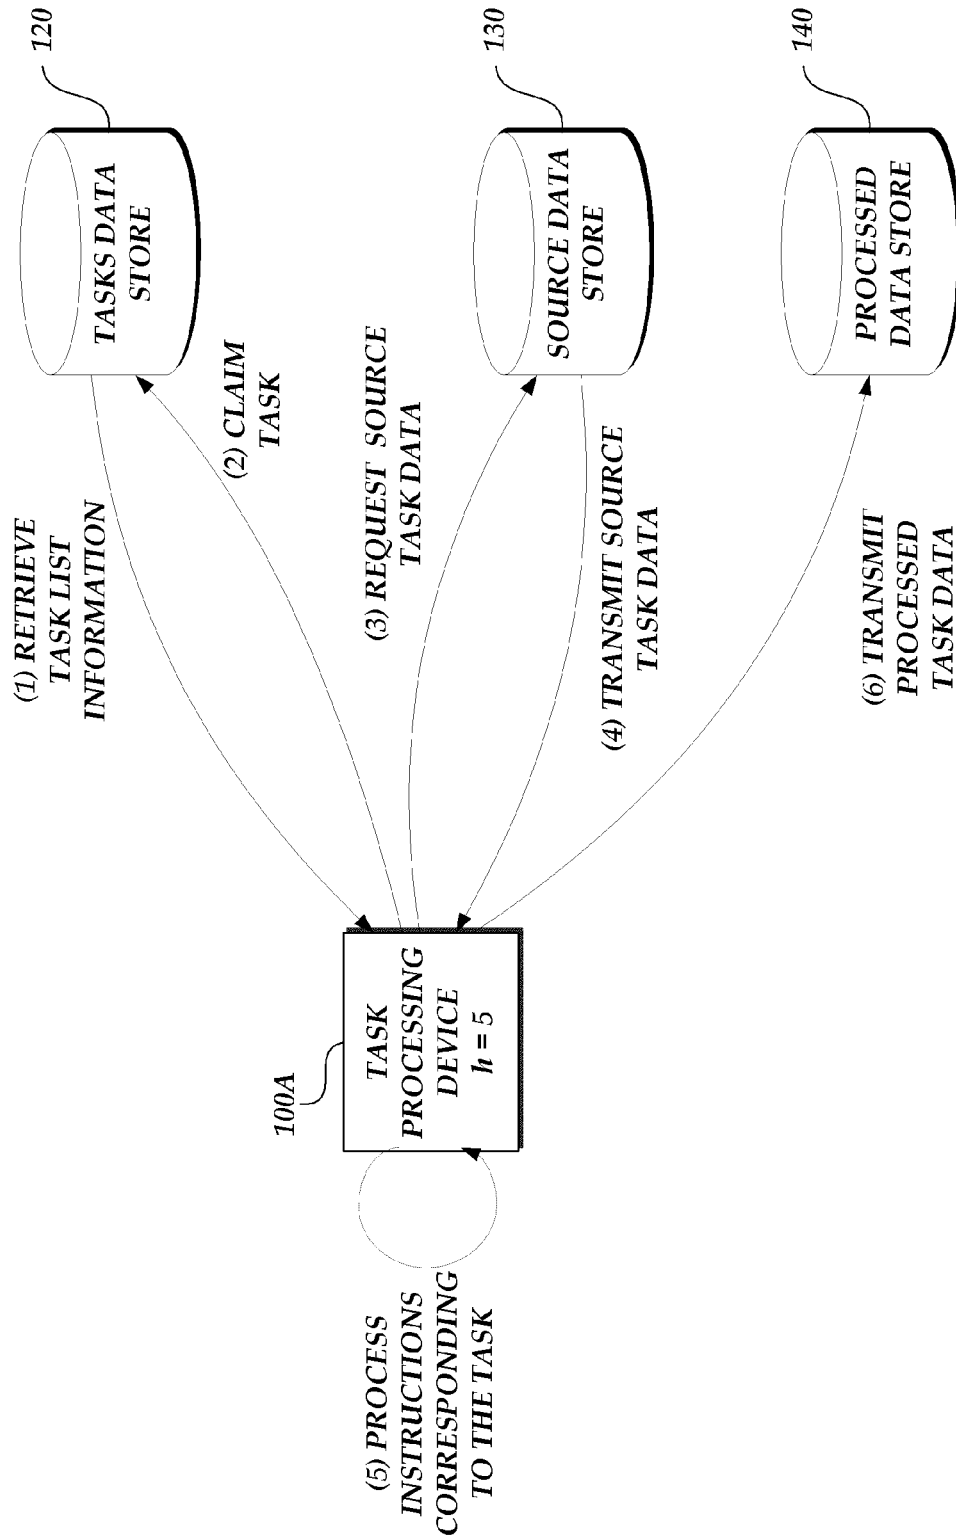 (1) RETRIEVE
TASK LIST
INFORMATION
TASKS DATA
STORE
120
(2) CLAIM
TASK
100A
TASK
PROCESSING
DEVICE
h = 5
(3) REQUEST SOURCE
TASK DATA
SOURCE DATA
STORE
130
(4) TRANSMIT SOURCE
TASK DATA
(5) PROCESS
INSTRUCTIONS
CORRESPONDING
TO THE TASK
(6) TRANSMIT
PROCESSED
TASK DATA
PROCESSED
DATA STORE
140